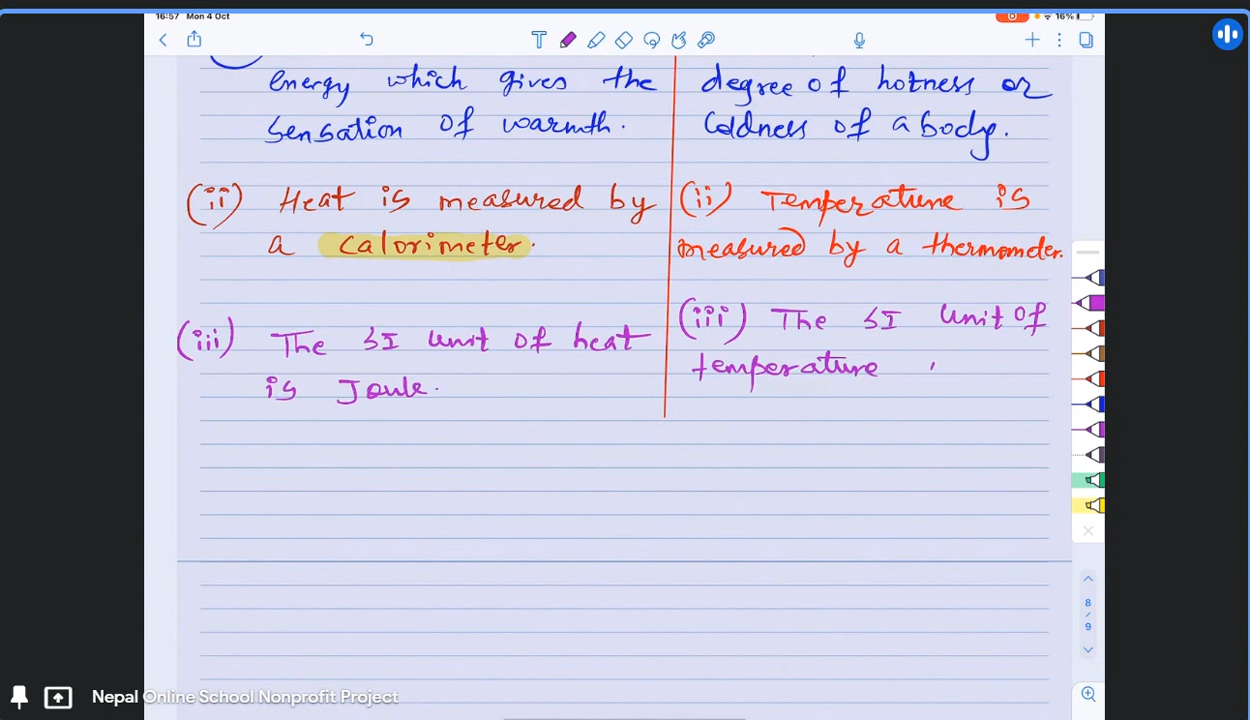 16:57 Mon 4 Oct
16%
energy which gives the
sensation of warmth.
degree of hotness or
coldness of a body.
(ii) Heat is measured by
a calorimeter.
(ii) Temperature is
measured by a thermometer.
(iii) The SI unit of heat
is Joule.
(iii) The SI unit of
temperature
8
/
9
Nepal Online School Nonprofit Project